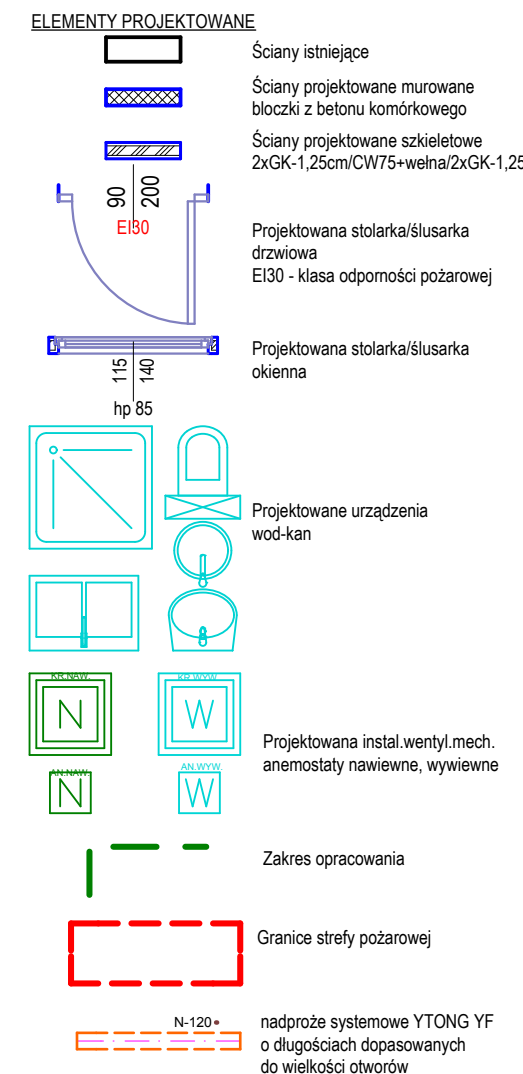 ELEMENTY PROJEKTOWANE
Ściany istniejące
Ściany projektowane murowane
bloczki z betonu komórkowego
Ściany projektowane szkieletowe
2xGK-1,25cm/CW75+wełna/2xGK-1,25
90
200
EI30
Projektowana stolarka/ślusarka
drzwiowa
EI30 - klasa odporności pożarowej
Projektowana stolarka/ślusarka
okienna
115
140
hp 85
Projektowane urządzenia
wod-kan
KR.NAW.
N
KR.WYW.
W
Projektowana instal.wentyl.mech.
anemostaty nawiewne, wywiewne
AN.NAW.
N
AN.WYW.
W
Zakres opracowania
Granice strefy pożarowej
N-120
nadproże systemowe YTONG YF
o długościach dopasowanych
do wielkości otworów